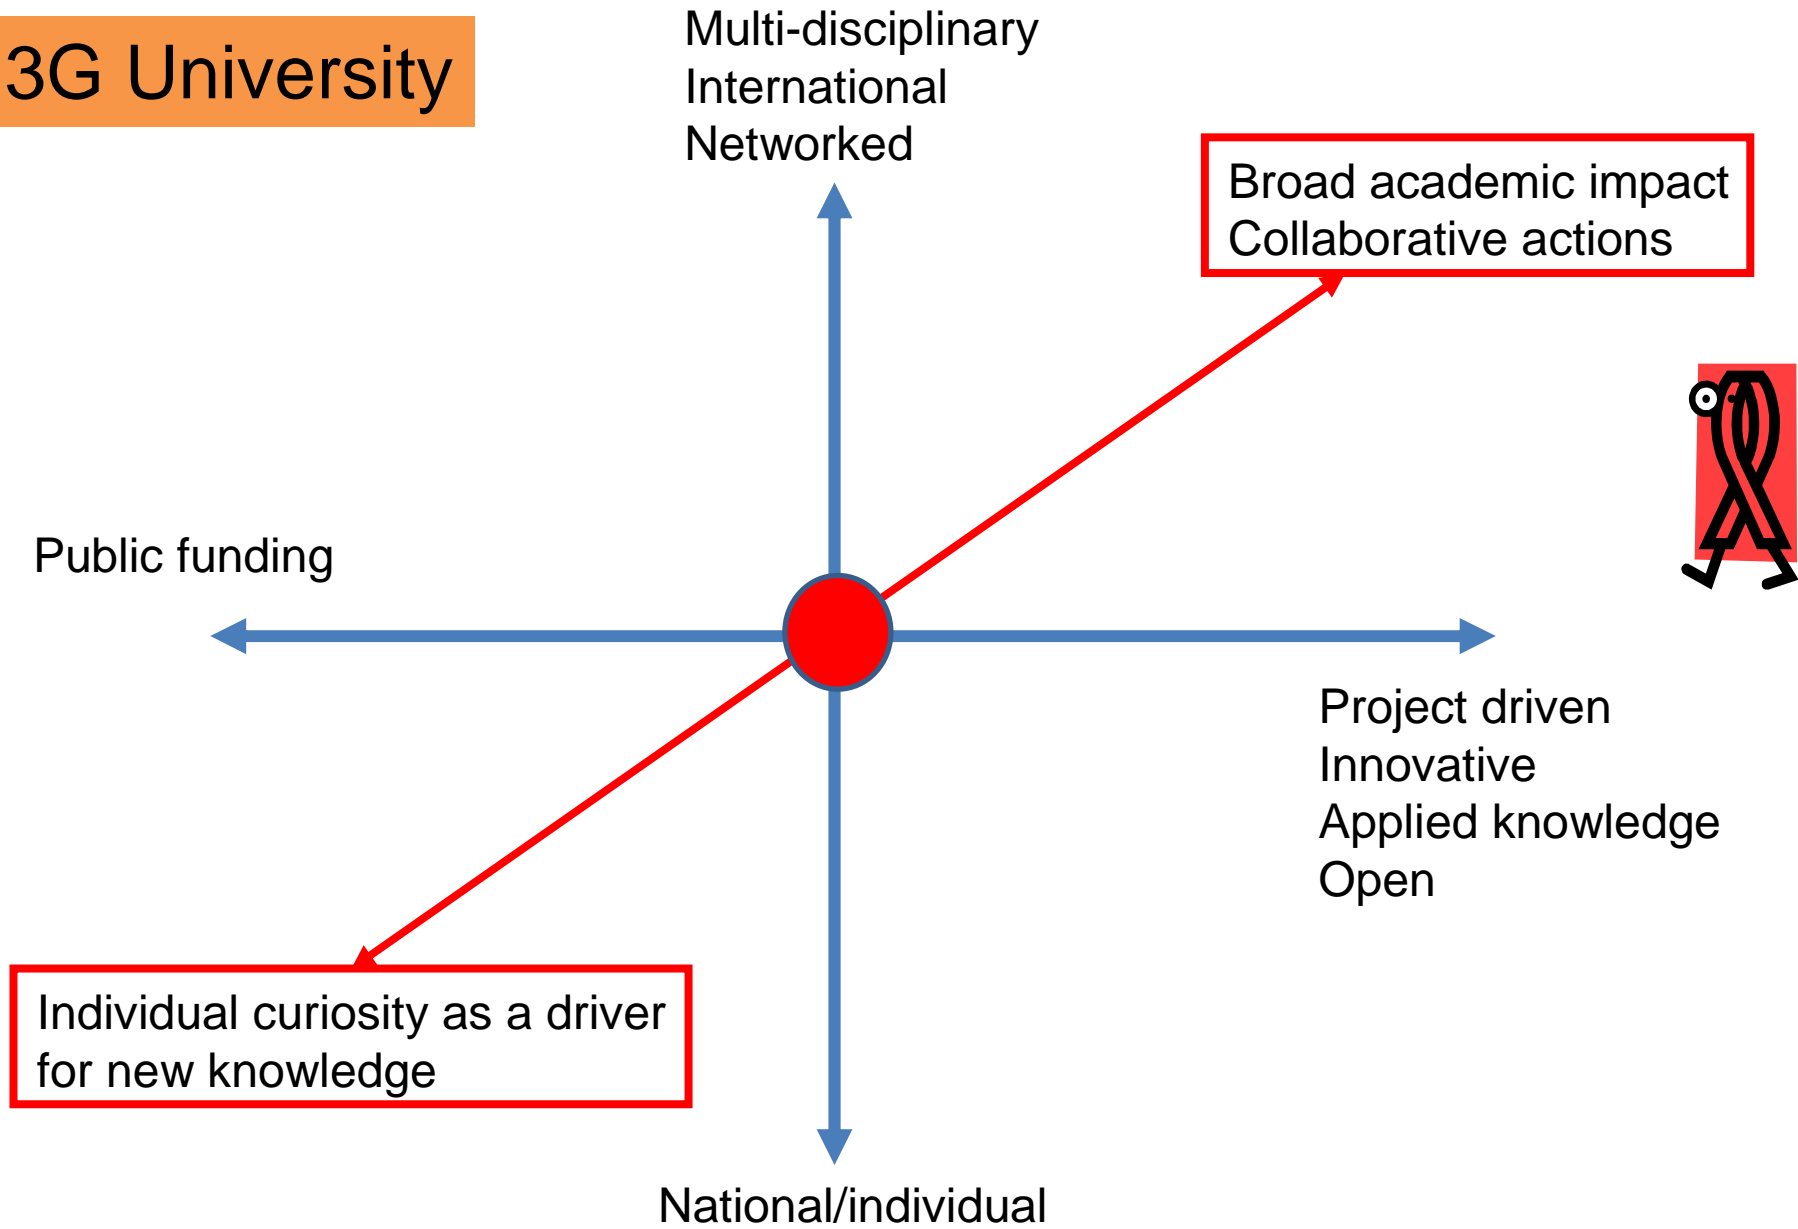 3G University
Multi-disciplinary
International
Networked
Broad academic impact
Collaborative actions
Public funding
Project driven
Innovative
Applied knowledge
Open
Individual curiosity as a driver
for new knowledge
National/individual